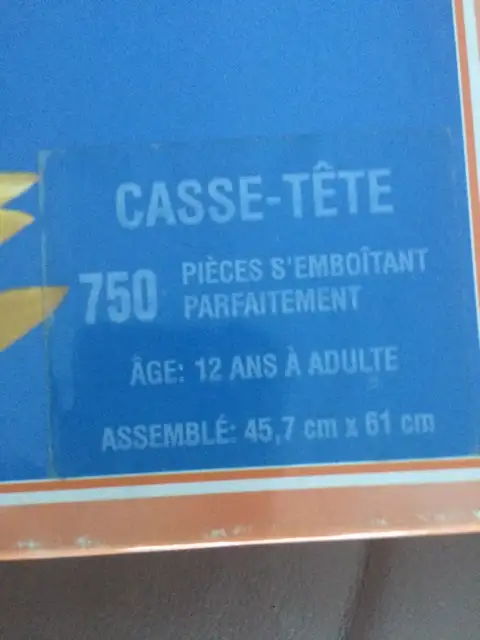 CASSE-TÊTE
750 PIÈCES S'EMBOÎTANT
PARFAITEMENT
ÂGE: 12 ANS À ADULTE
ASSEMBLÉ: 45,7 cm x 61 cm